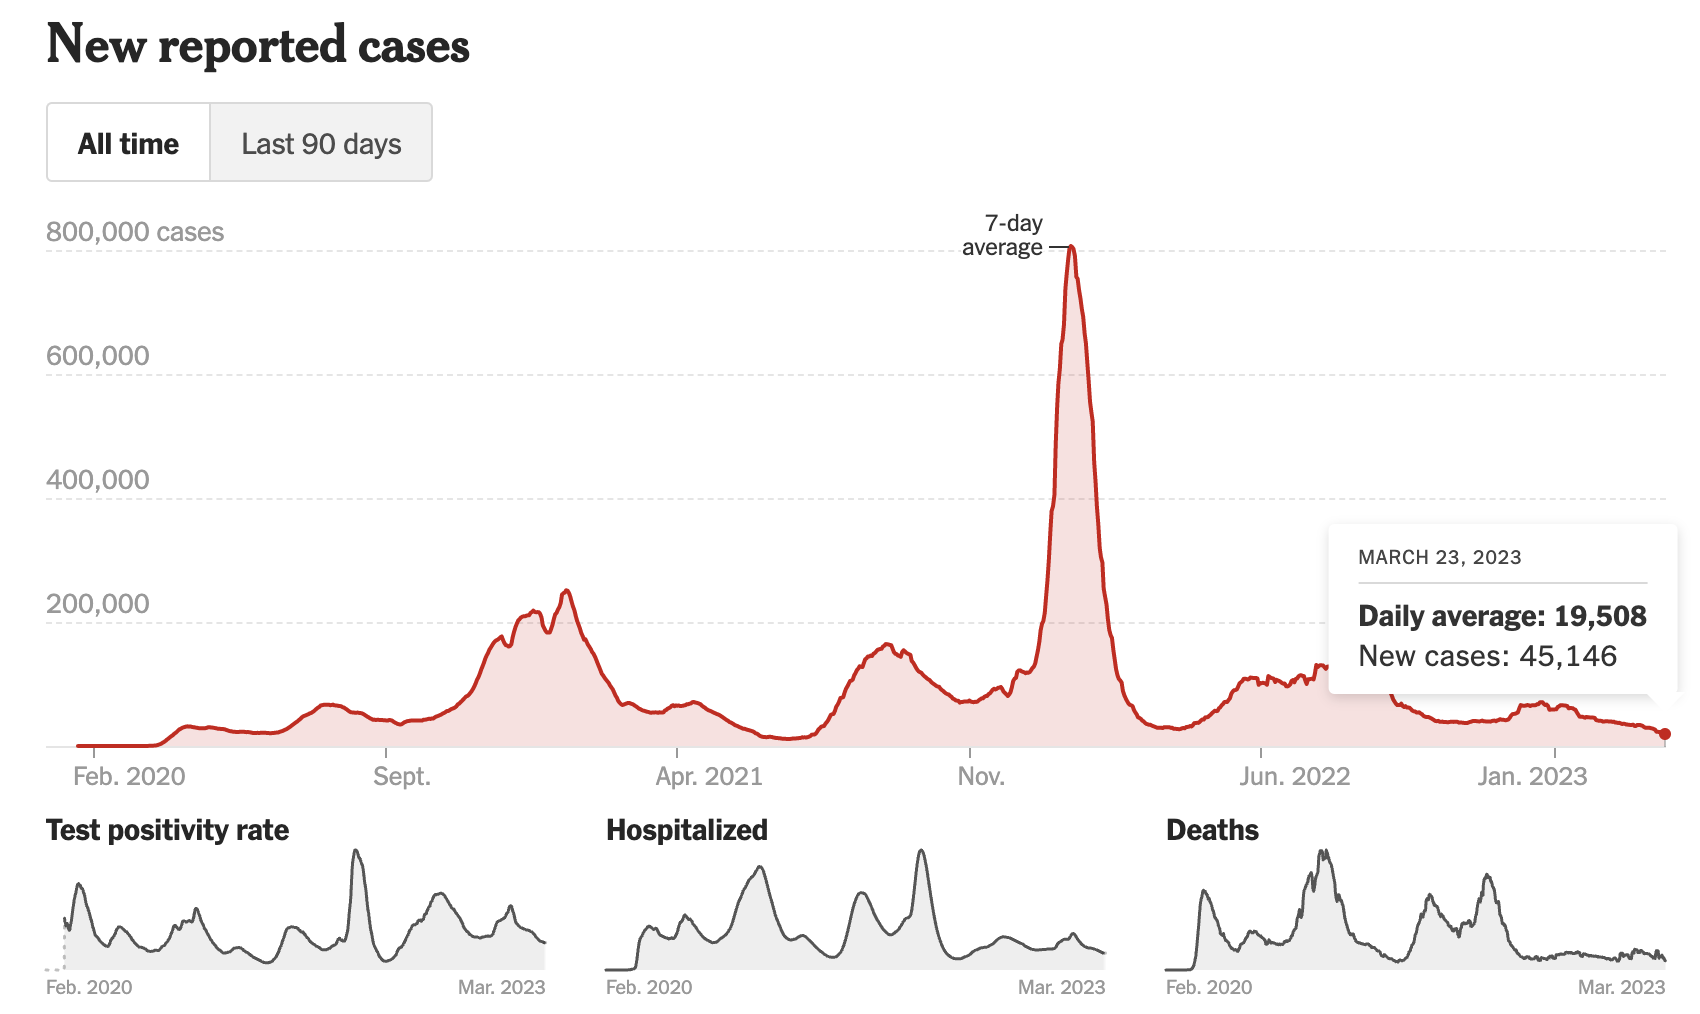 New reported cases
All time
Last 90 days
800,000 cases
7-day
average
600,000
400,000
MARCH 23, 2023
200,000
Daily average: 19,508
New cases: 45,146
Feb. 2020
Sept.
Apr. 2021
Nov.
Jun. 2022
Jan. 2023
Test positivity rate
Hospitalized
Deaths
Feb. 2020
Mar. 2023
Feb. 2020
Mar. 2023
Feb. 2020
Mar. 2023